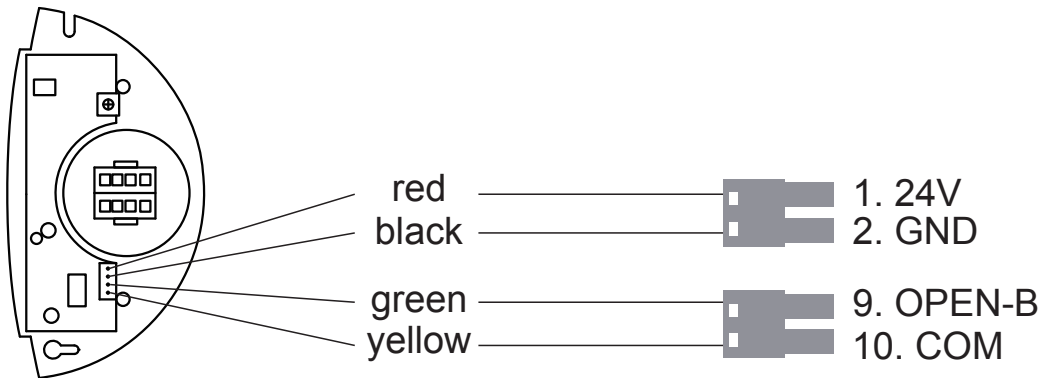 red 1. 24V
black 2. GND
green 9. OPEN-B
yellow 10. COM